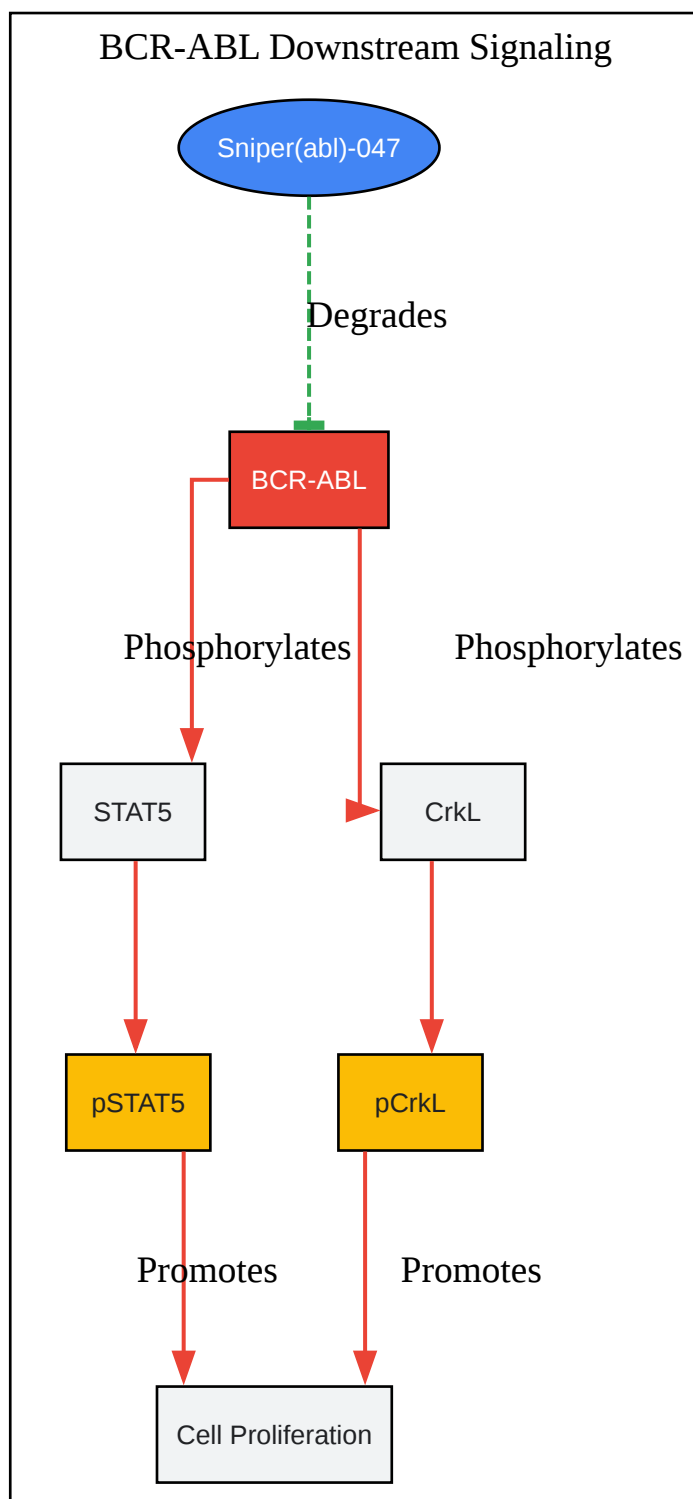 BCR-ABL Downstream Signaling
Sniper(abl)-047
Degrades
BCR-ABL
Phosphorylates
Phosphorylates
STAT5
CrkL
pSTAT5
pCrkL
Promotes
Promotes
Cell Proliferation